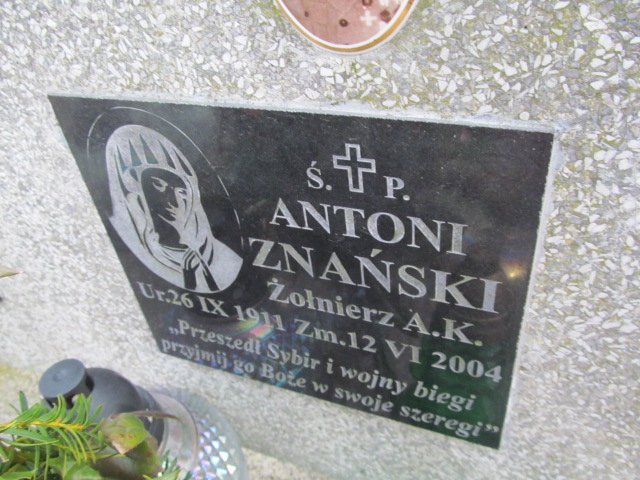 Ś. P.
ANTONI
ZNAŃSKI
Żołnierz A.K.
Ur.26 IX 1911 Zm.12 VI 2004
„Przeszedł Sybir i wojny biegi
przyjmij go Boże w swoje szeregi”